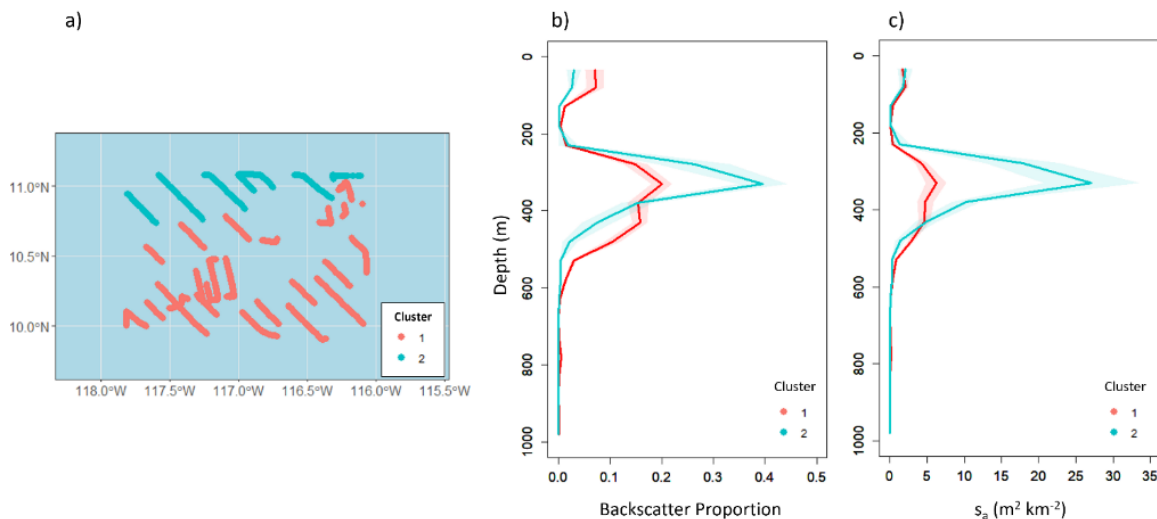 a)
b)
c)
11.0°N
10.5°N
10.0°N
118.0°W 117.5°W 117.0°W 116.5°W 116.0°W 115.5°W
Cluster
1
2
Depth (m)
0
200
400
600
800
1000
0.0 0.1 0.2 0.3 0.4 0.5
Backscatter Proportion
Cluster
1
2
0
200
400
600
800
1000
0 5 10 15 20 25 30 35
sₐ (m² km⁻²)
Cluster
1
2